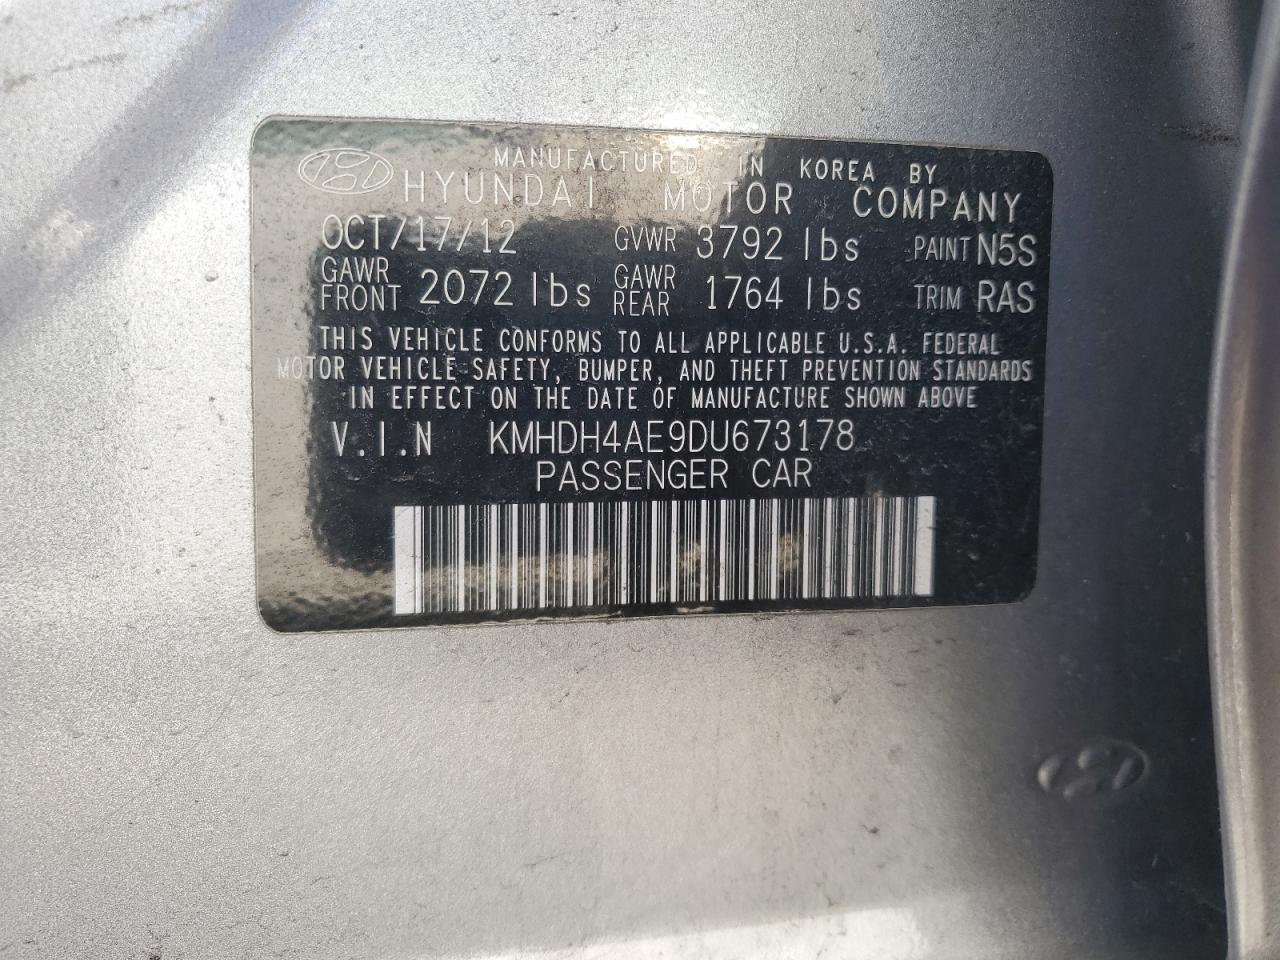 MANUFACTURED IN KOREA BY
HYUNDAI MOTOR COMPANY
OCT/17/12 GVWR 3792 lbs PAINT N5S
GAWR FRONT 2072 lbs GAWR REAR 1764 lbs TRIM RAS
THIS VEHICLE CONFORMS TO ALL APPLICABLE U.S.A. FEDERAL
MOTOR VEHICLE SAFETY, BUMPER, AND THEFT PREVENTION STANDARDS
IN EFFECT ON THE DATE OF MANUFACTURE SHOWN ABOVE
V.I.N KMHDH4AE9DU673178
PASSENGER CAR